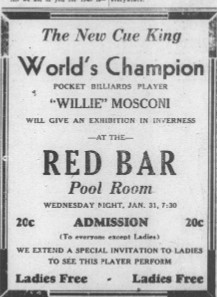 The New Cue King
World's Champion
POCKET BILLIARDS PLAYER
"WILLIE" MOSCONI
WILL GIVE AN EXHIBITION IN INVERNESS
—AT THE—
RED BAR
Pool Room
WEDNESDAY NIGHT, JAN. 31, 7:30
20c ADMISSION 20c
(To everyone except Ladies)
WE EXTEND A SPECIAL INVITATION TO LADIES
TO SEE THIS PLAYER PERFORM
Ladies Free - Ladies Free